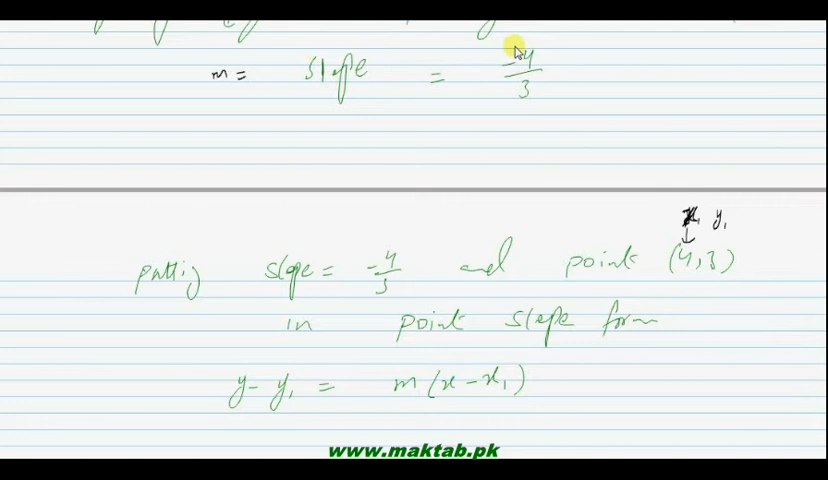 m = slope = -4/3
x₁ y₁
putting slope = -4/3 and point (4,3)
in point slope form
y - y₁ = m(x - x₁)
www.maktab.pk